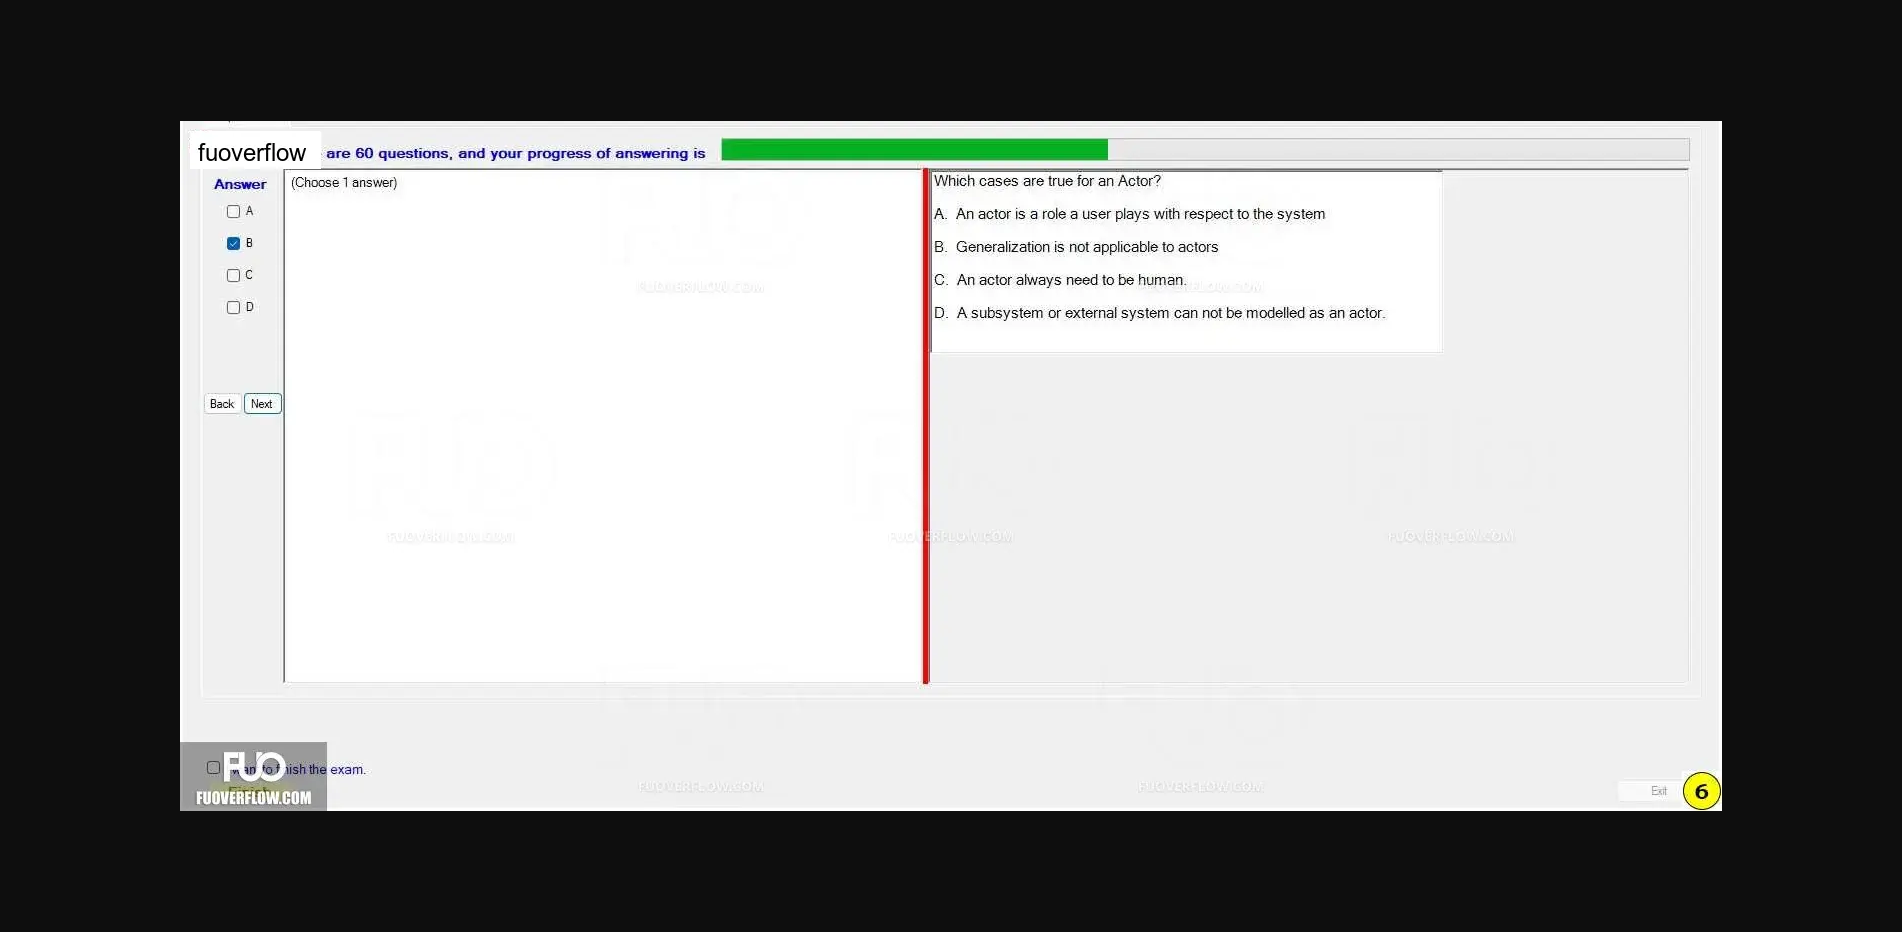 fuoverflow are 60 questions, and your progress of answering is
Answer
(Choose 1 answer)
A
B
C
D
Back Next
Which cases are true for an Actor?
A. An actor is a role a user plays with respect to the system
B. Generalization is not applicable to actors
C. An actor always need to be human.
D. A subsystem or external system can not be modelled as an actor.
FUOVERFLOW.COM
FUOVERFLOW.COM
FUOVERFLOW.COM FUOVERFLOW.COM FUOVERFLOW.COM
want to finish the exam.
Finish
FUO
FUOVERFLOW.COM
FUOVERFLOW.COM FUOVERFLOW.COM
Exit
6